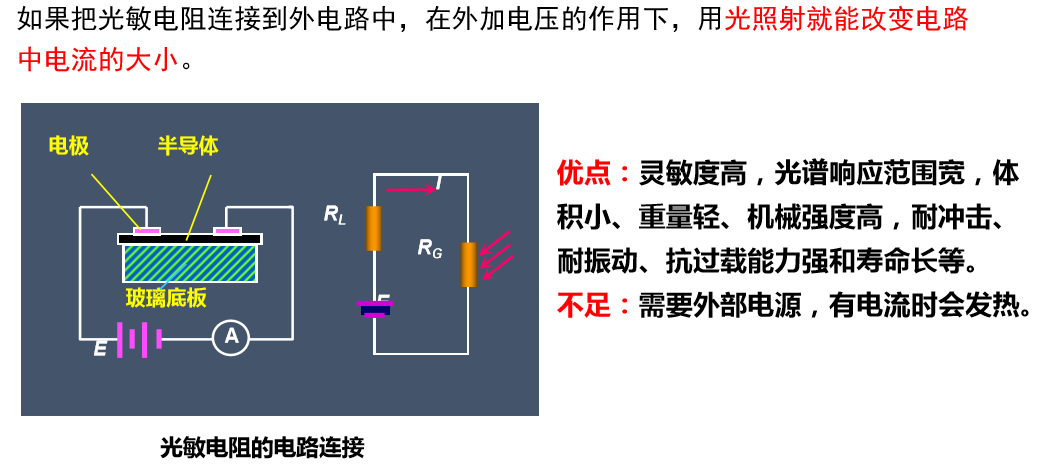 如果把光敏电阻连接到外电路中，在外加电压的作用下，用光照射就能改变电路
中电流的大小。
电极
半导体
玻璃底板
E
A
I
RL
RG
E
优点：灵敏度高，光谱响应范围宽，体
积小、重量轻、机械强度高，耐冲击、
耐振动、抗过载能力强和寿命长等。
不足：需要外部电源，有电流时会发热。
光敏电阻的电路连接